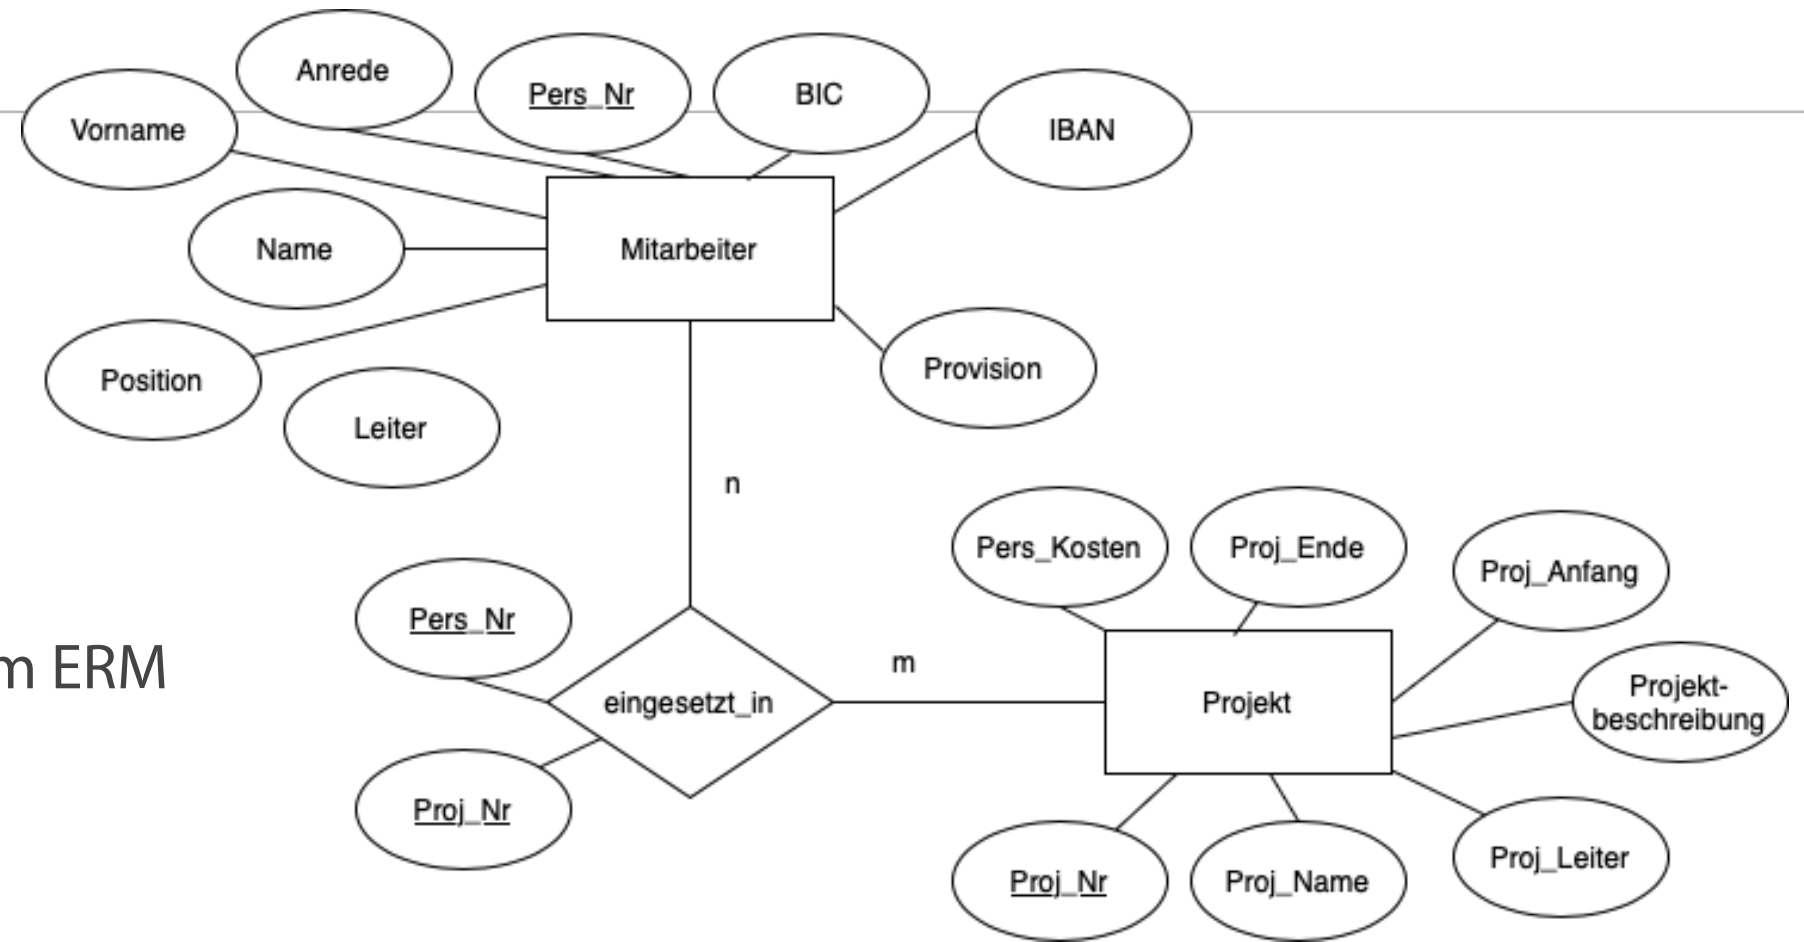 Anrede
Pers_Nr
BIC
Vorname
IBAN
Name
Mitarbeiter
Position
Provision
Leiter
n
Pers_Kosten
Proj_Ende
Proj_Anfang
Pers_Nr
m ERM
m
eingesetzt_in
Projekt
Projekt-
beschreibung
Proj_Nr
Proj_Leiter
Proj_Nr
Proj_Name